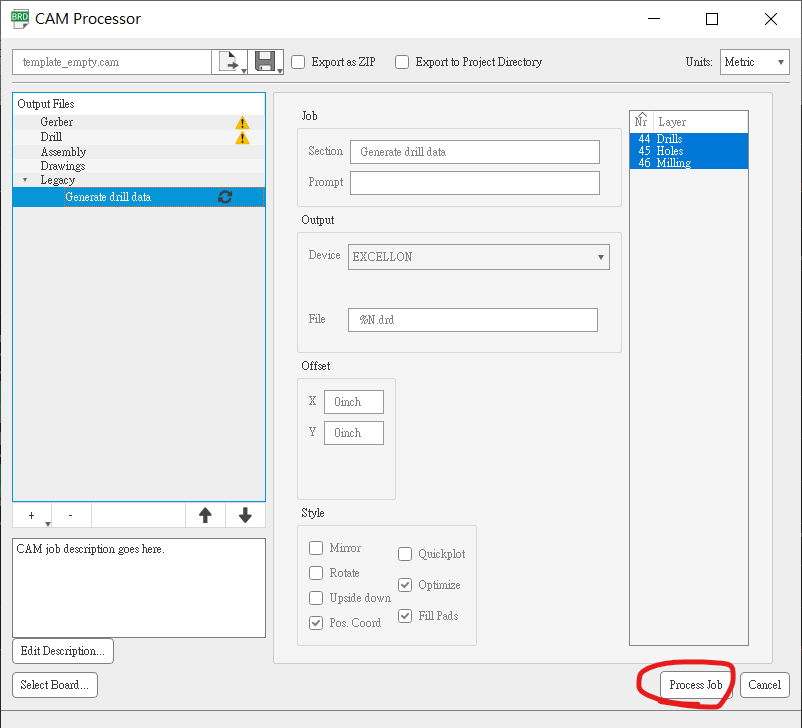 BRD CAM Processor
template_empty.cam Export as ZIP Export to Project Directory Units: Metric
Output Files
Gerber
Drill
Assembly
Drawings
Legacy
Generate drill data
+ -
CAM job description goes here.
Edit Description...
Select Board...
Job
Section Generate drill data
Prompt
Output
Device EXCELLON
File %N.drd
Offset
X 0inch
Y 0inch
Style
Mirror
Rotate
Upside down
Pos. Coord
Quickplot
Optimize
Fill Pads
Nr Layer
44 Drills
45 Holes
46 Milling
Process Job Cancel